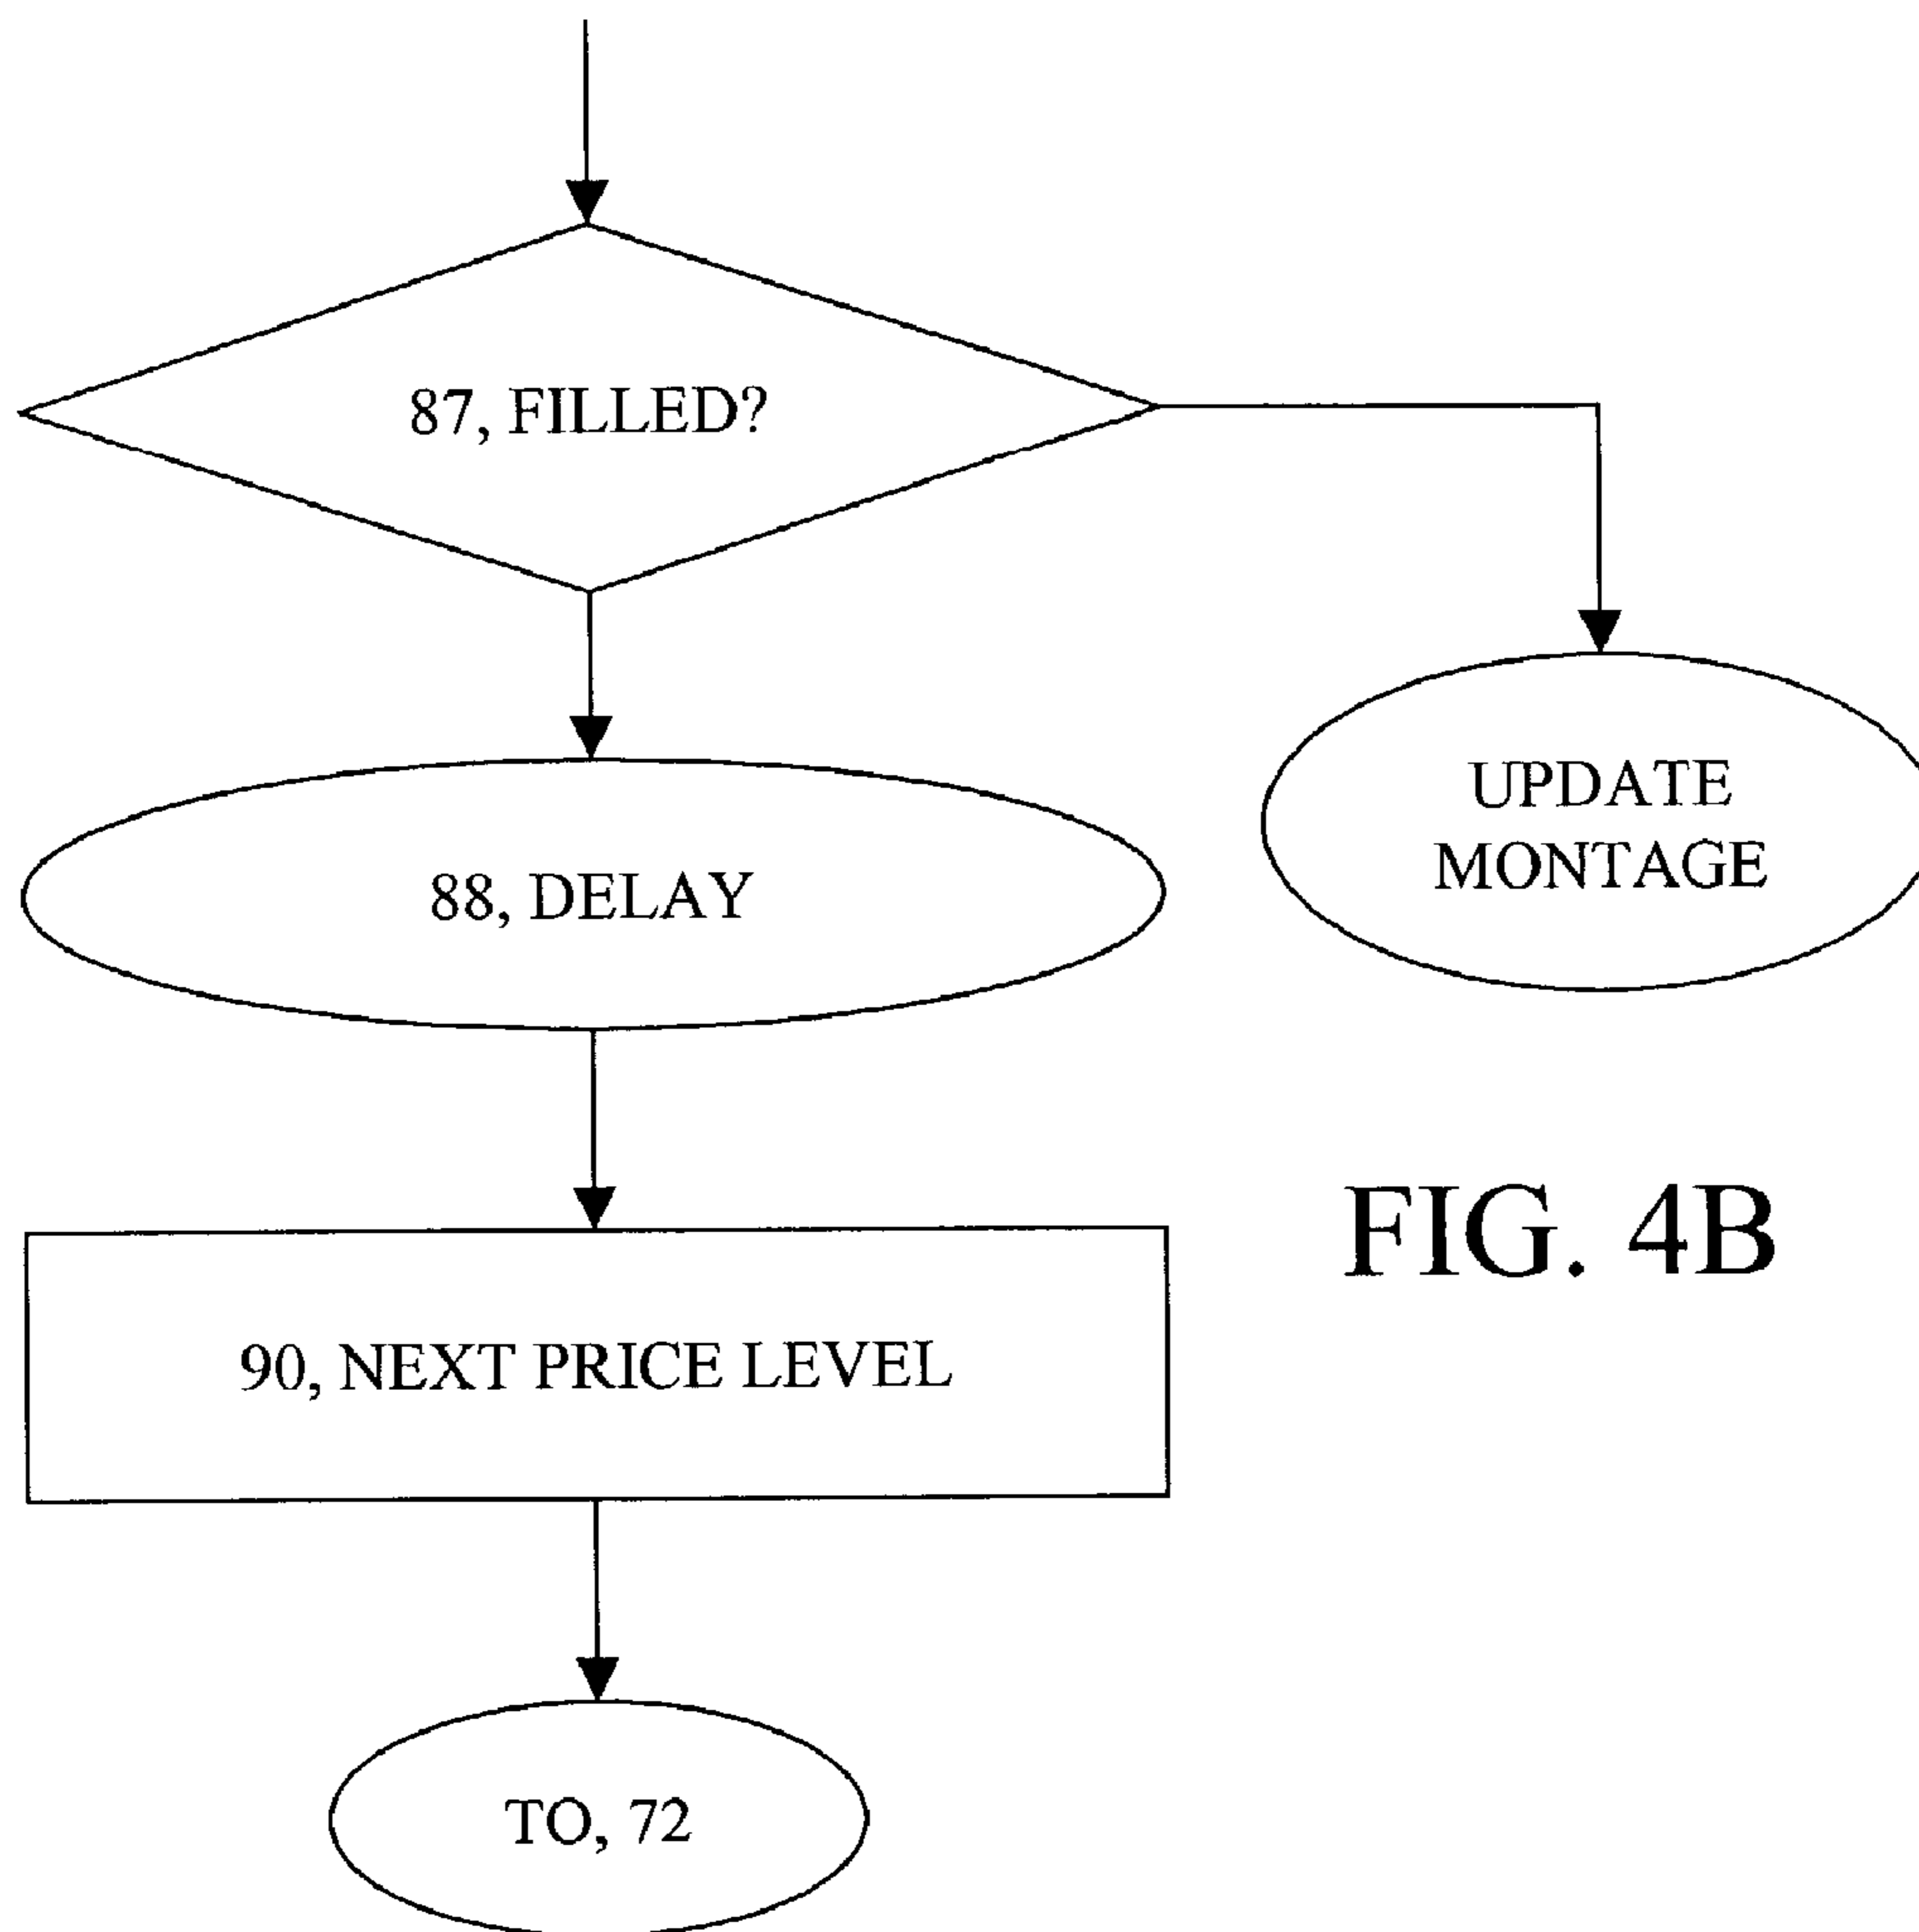 87, FILLED?
UPDATE
MONTAGE
88, DELAY
FIG. 4B
90, NEXT PRICE LEVEL
TO, 72